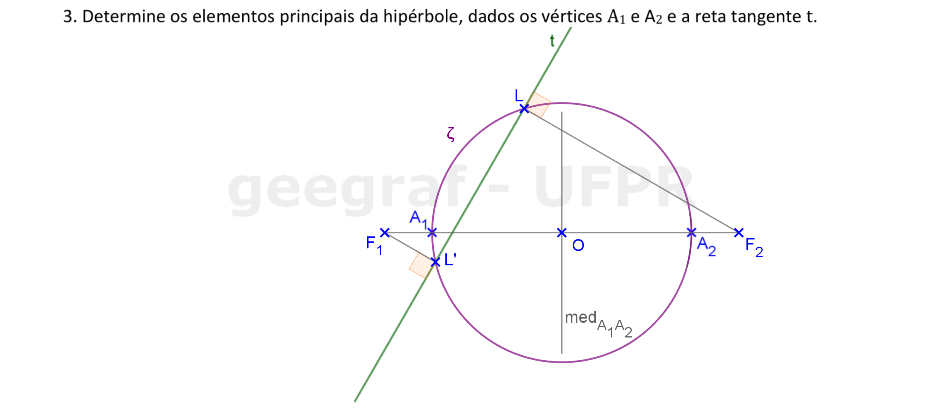 3. Determine os elementos principais da hipérbole, dados os vértices A₁ e A₂ e a reta tangente t.
t
L
ζ
geegraf - UFPR
A₁
F₁
L'
O
A₂
F₂
med A₁A₂